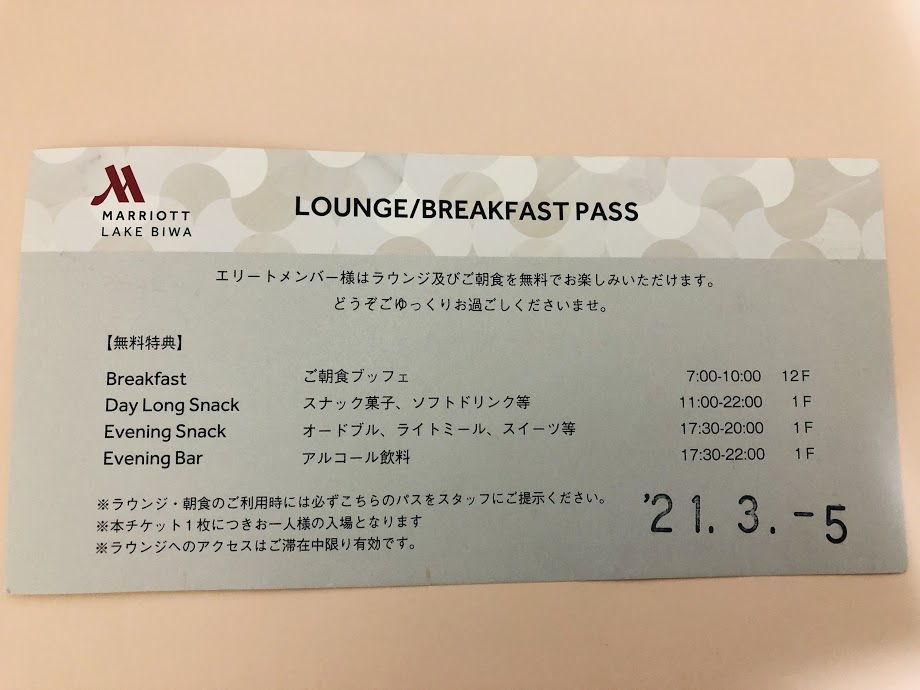 MARRIOTT
LAKE BIWA
LOUNGE/BREAKFAST PASS
エリートメンバー様はラウンジ及びご朝食を無料でお楽しみいただけます。
どうぞごゆっくりお過ごしくださいませ。
【無料特典】
Breakfast ご朝食ブッフェ 7:00-10:00 12F
Day Long Snack スナック菓子、ソフトドリンク等 11:00-22:00 1F
Evening Snack オードブル、ライトミール、スイーツ等 17:30-20:00 1F
Evening Bar アルコール飲料 17:30-22:00 1F
※ラウンジ・朝食のご利用時には必ずこちらのパスをスタッフにご提示ください。
※本チケット1枚につきお一人様の入場となります
※ラウンジへのアクセスはご滞在中限り有効です。
'21. 3. -5